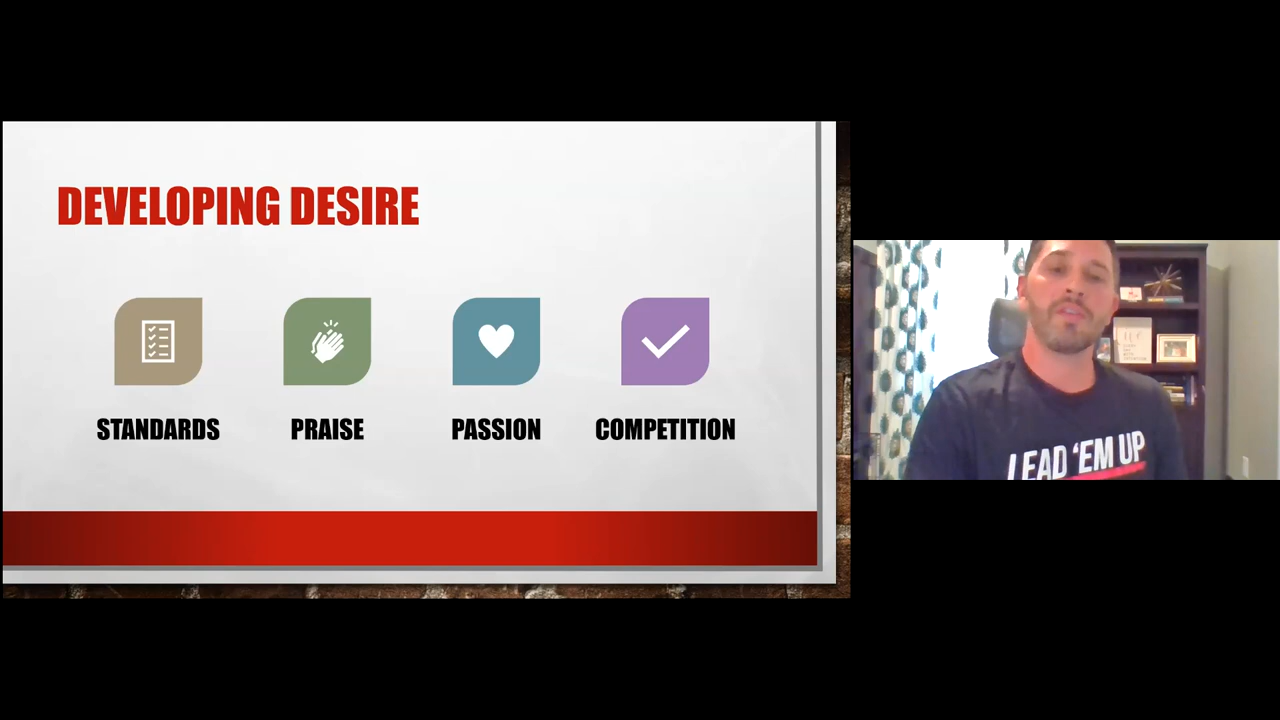 DEVELOPING DESIRE
STANDARDS
PRAISE
PASSION
COMPETITION
LEAD 'EM UP